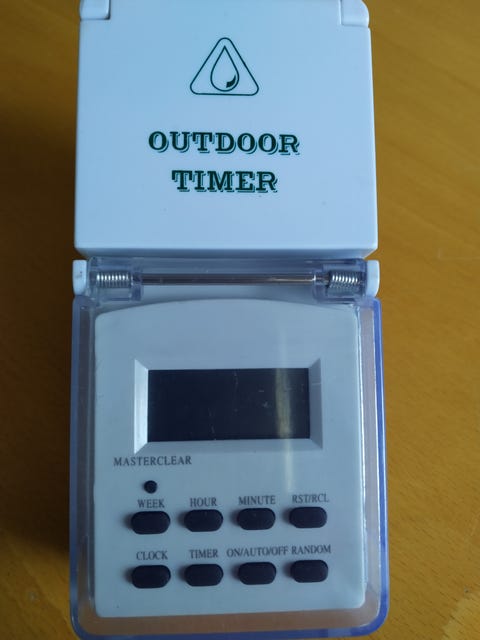 OUTDOOR
TIMER
MASTERCLEAR
WEEK HOUR MINUTE RST/RCL
CLOCK TIMER ON/AUTO/OFF RANDOM